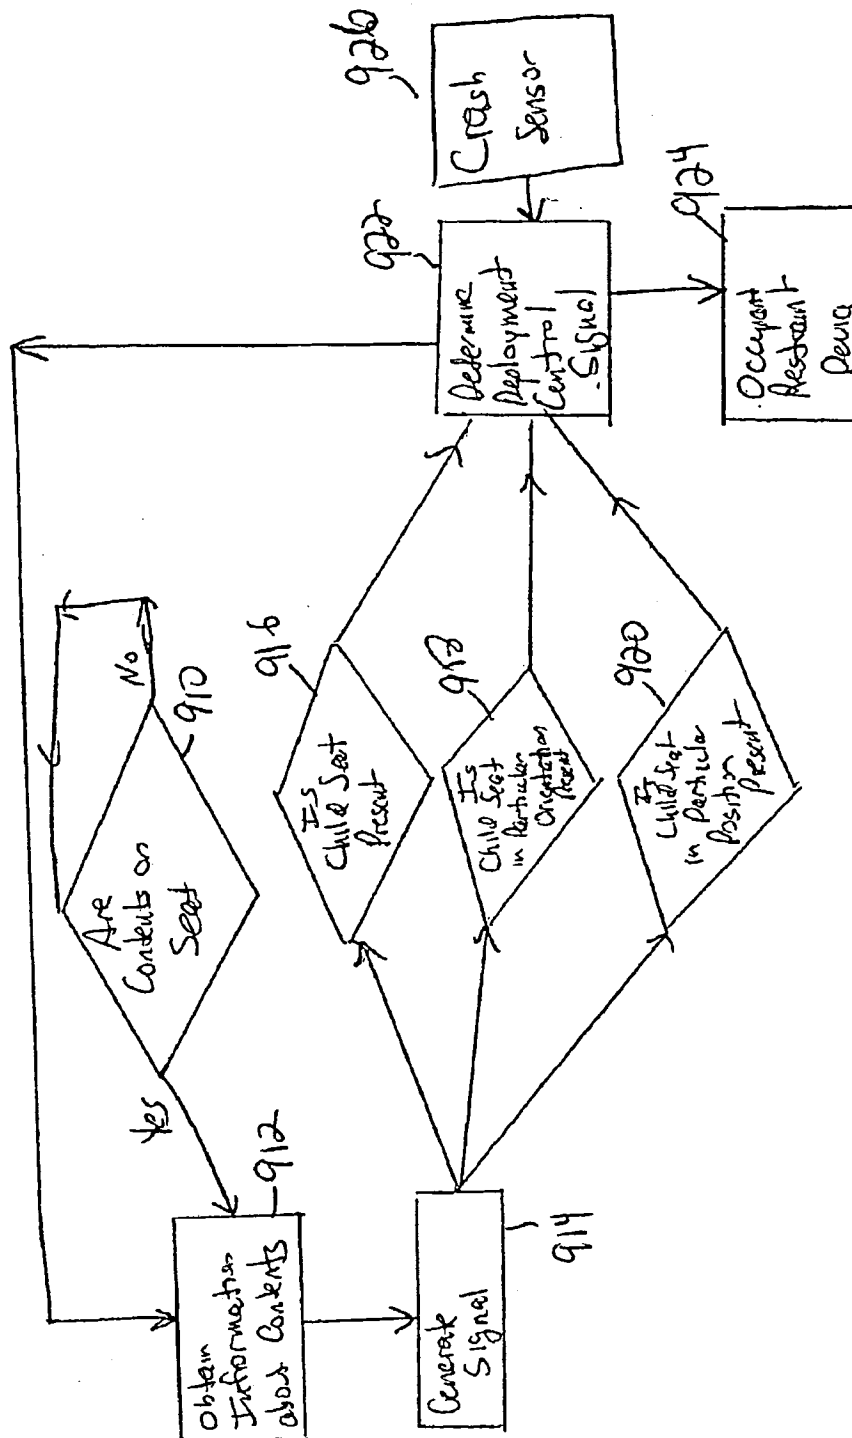 Are
Contents on
Seat
910
No
Yes
Obtain
Information
about Contents
912
Generate
Signal
914
Is
Child Seat
Present
916
Is
Child Seat
in Particular
Orientation
Present
918
Is
Child Seat
in Particular
Position
Present
920
Determine
Deployment
Control
Signal
922
Crash
Sensor
926
Occupant
Restraint
Device
924